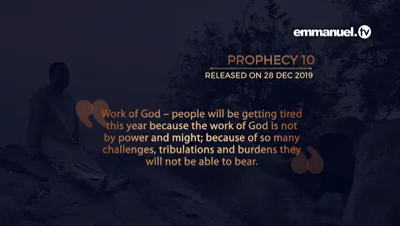 emmanuel.tv
PROPHECY 10
RELEASED ON 28 DEC 2019
“Work of God – people will be getting tired
this year because the work of God is not
by power and might; because of so many
challenges, tribulations and burdens they
will not be able to bear.”